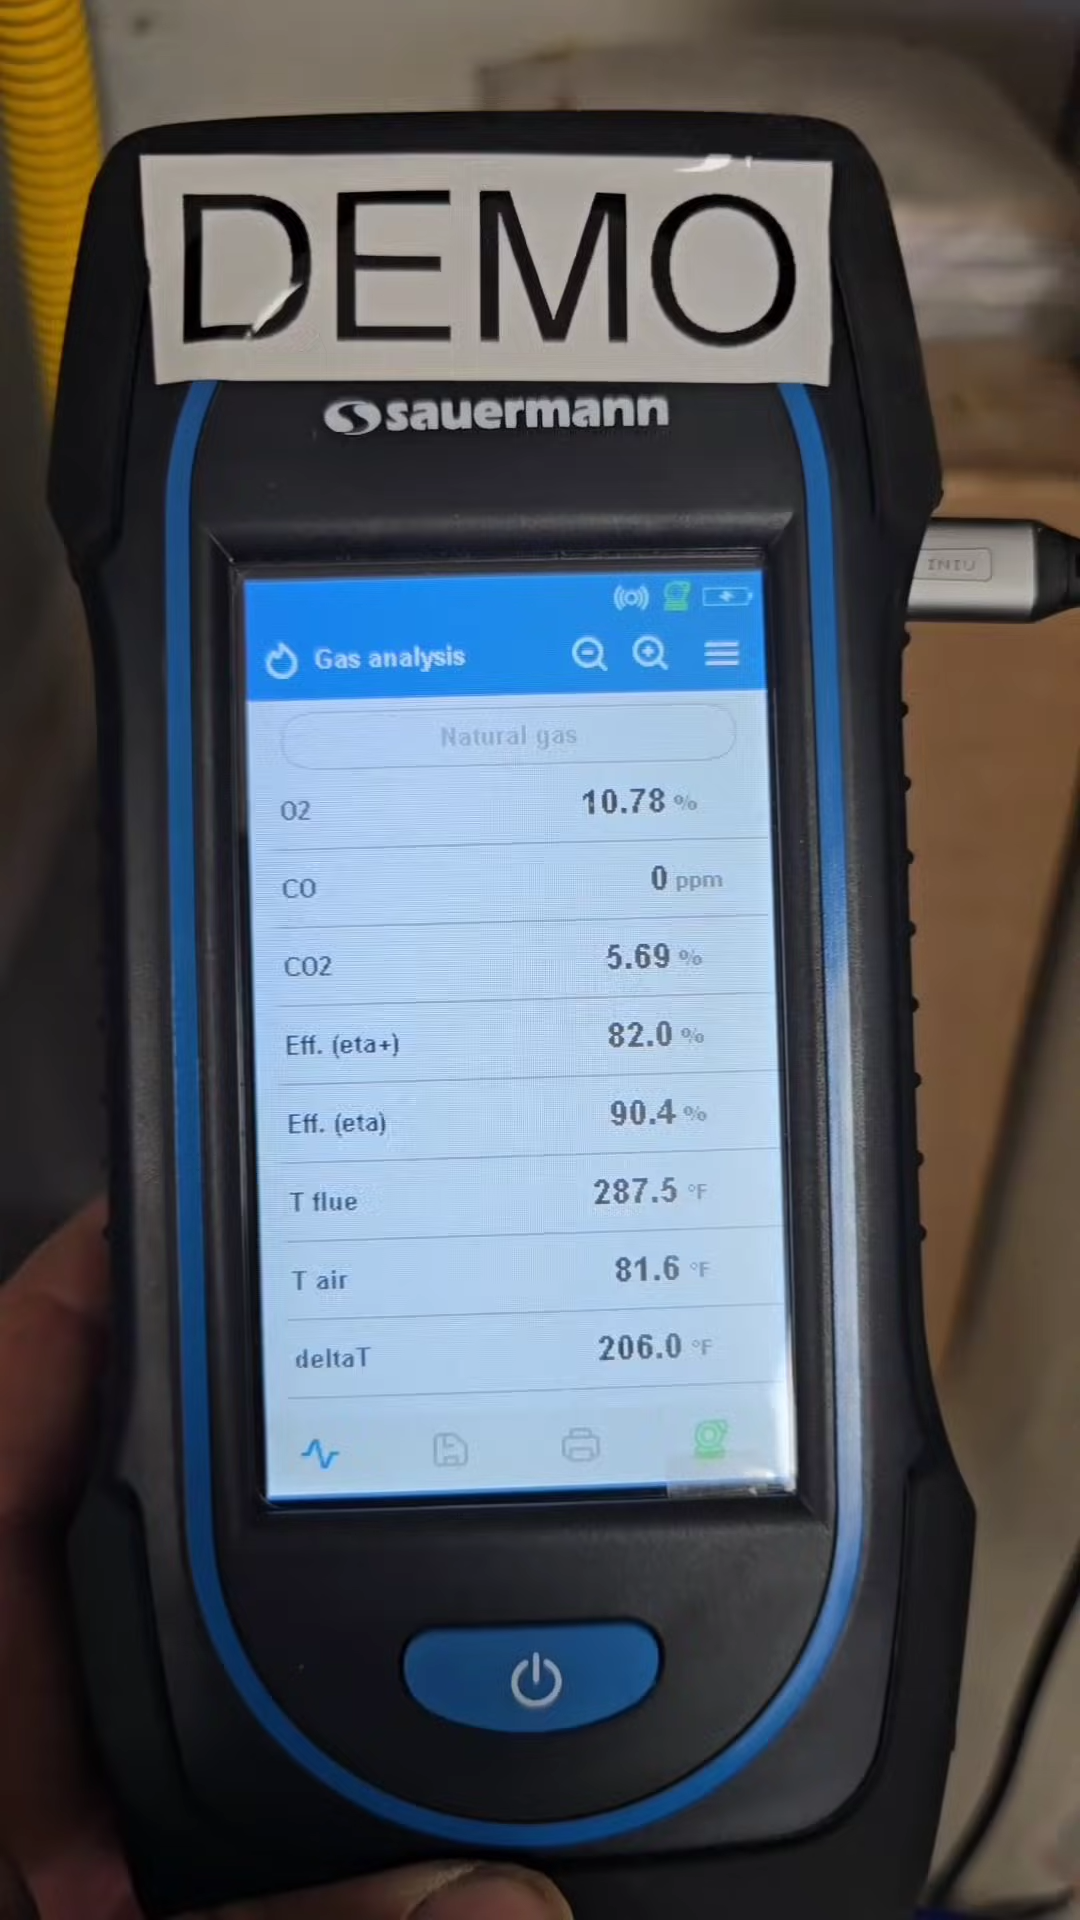 DEMO
sauermann
INIU
Gas analysis
Natural gas
O2 10.78 %
CO 0 ppm
CO2 5.69 %
Eff. (eta+) 82.0 %
Eff. (eta) 90.4 %
T flue 287.5 °F
T air 81.6 °F
deltaT 206.0 °F